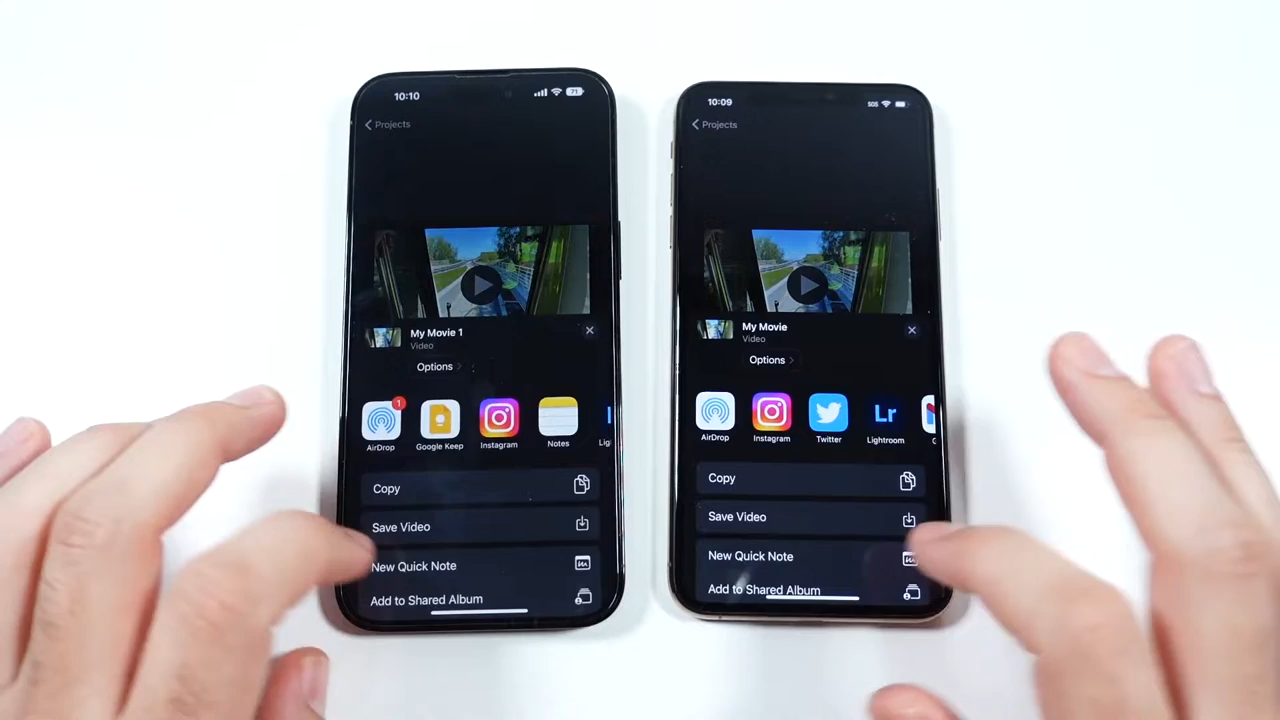 10:10
71
Projects
My Movie 1
Video
Options
1
AirDrop
Google Keep
Instagram
Notes
Copy
Save Video
New Quick Note
Add to Shared Album
10:09
SOS
Projects
My Movie
Video
Options
Lr
AirDrop
Instagram
Twitter
Lightroom
Copy
Save Video
New Quick Note
Add to Shared Album